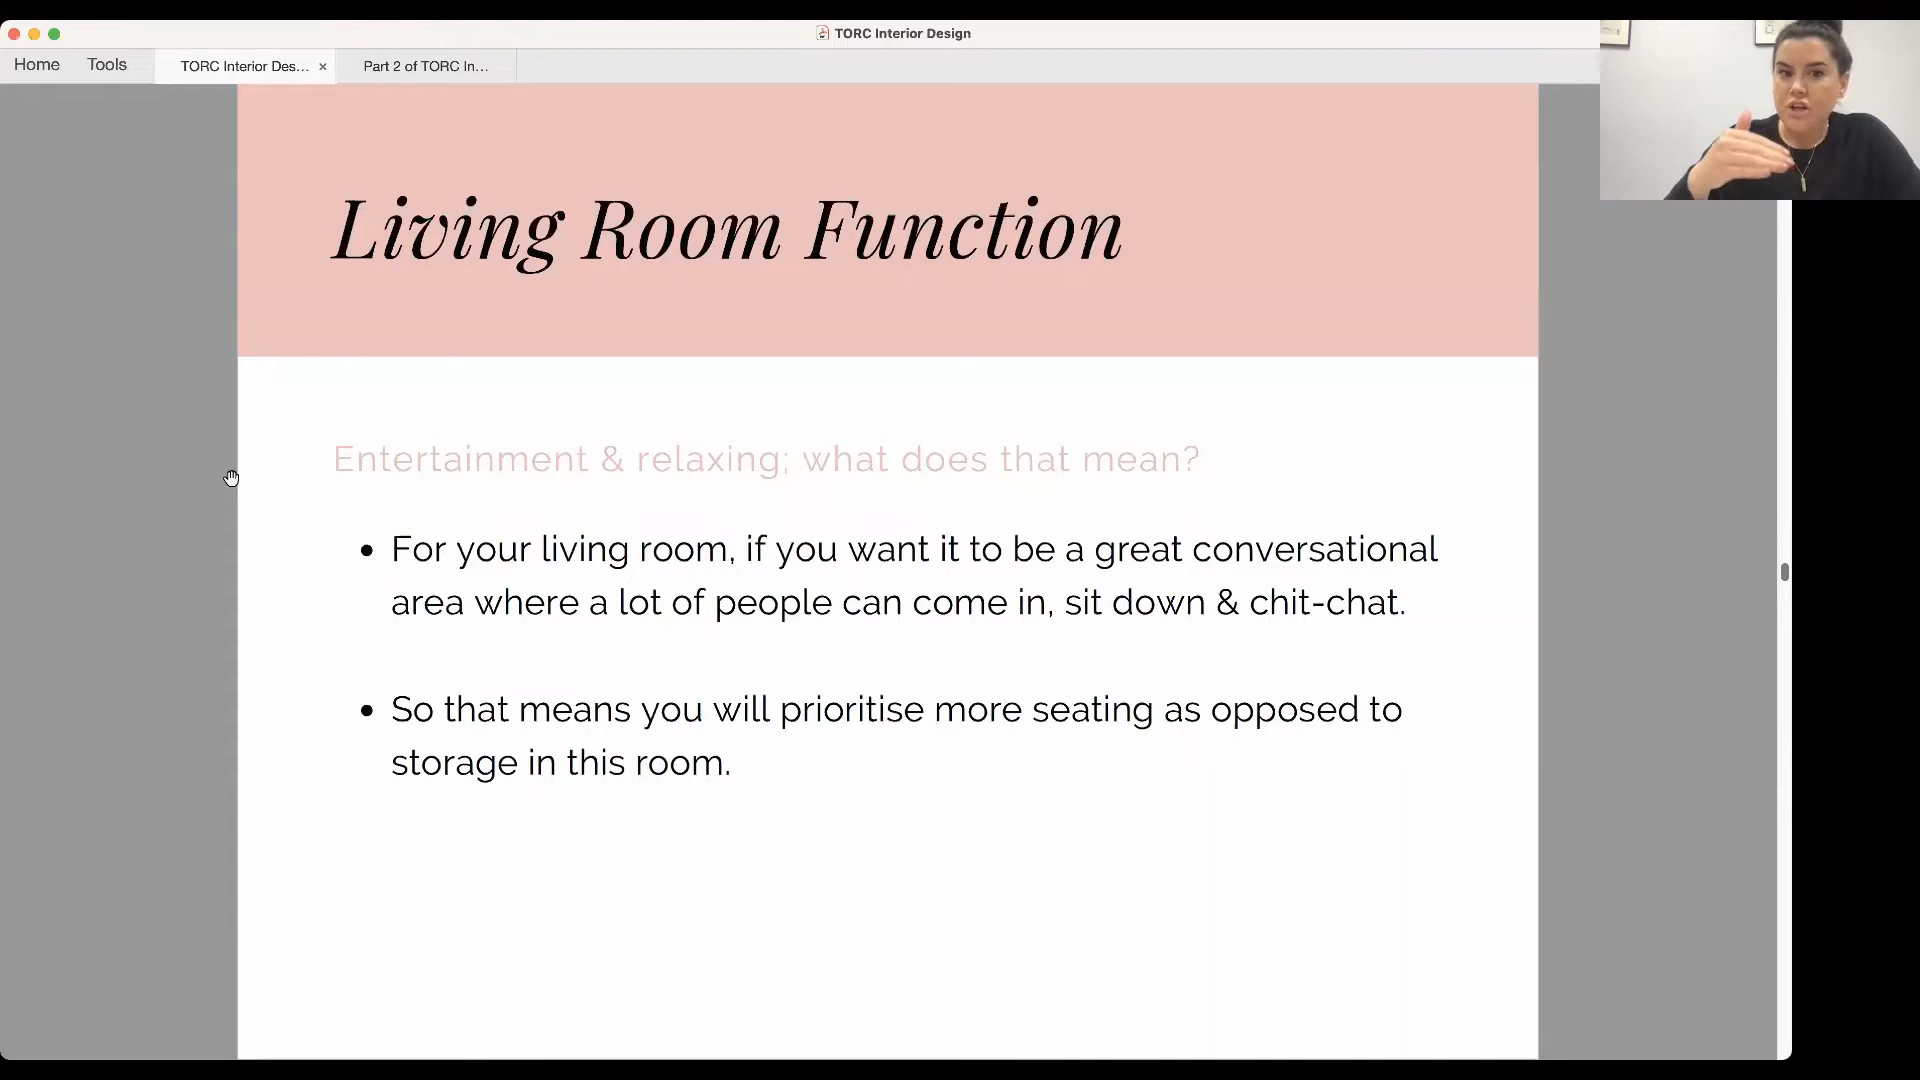 TORC Interior Design
Home
Tools
TORC Interior Des...
Part 2 of TORC In...
Living Room Function
Entertainment & relaxing; what does that mean?
For your living room, if you want it to be a great conversational
area where a lot of people can come in, sit down & chit-chat.
So that means you will prioritise more seating as opposed to
storage in this room.